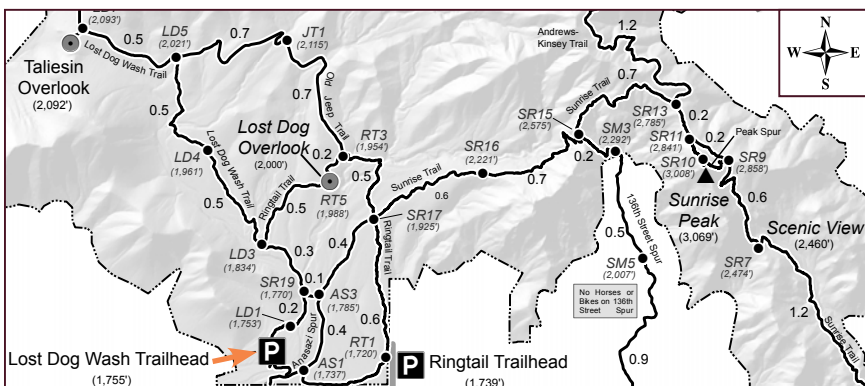 (2,093')
LD5
(2,021')
0.7
JT1
(2,115')
0.5
Lost Dog Wash Trail
Taliesin
Overlook
(2,092')
0.5
Lost Dog Wash Trail
LD4
(1,961')
0.7
Old
Jeep
Trail
Lost Dog
Overlook
(2,000')
0.2
RT3
(1,954')
RT5
(1,988')
0.5
Ringtail Trail
0.5
LD3
(1,834')
0.3
SR19
(1,770')
0.1
AS3
(1,785')
0.4
SR17
(1,925')
Ringtail Trail
Sunrise Trail
0.6
SR16
(2,221')
0.7
SR15
(2,575')
0.2
SM3
(2,292')
Sunrise Trail
0.7
Andrews-
Kinsey Trail
1.2
SR13
(2,785')
0.2
SR11
(2,841')
0.2
Peak Spur
SR10
(3,008')
SR9
(2,858')
Sunrise
Peak
(3,069')
0.6
Scenic View
(2,460')
SR7
(2,474')
1.2
Sunrise Trail
136th Street Spur
0.5
SM5
(2,007')
No Horses or
Bikes on 136th
Street Spur
0.9
LD1
(1,753')
0.2
Anasazi Spur
0.4
0.6
RT1
(1,720')
AS1
(1,737')
Lost Dog Wash Trailhead
(1,755')
P
P
Ringtail Trailhead
(1,739')
N
W
E
S